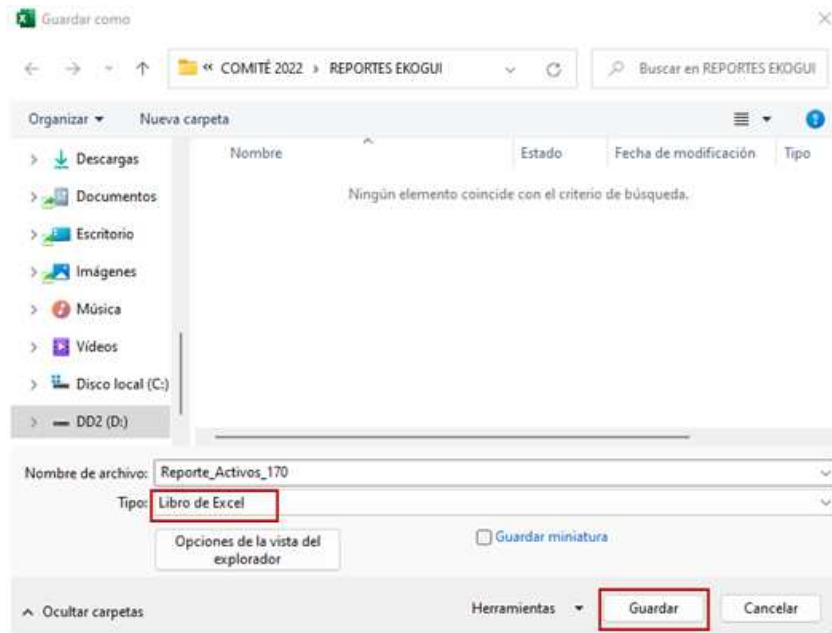 Guardar como
« COMITÉ 2022 › REPORTES EKOGUI
Buscar en REPORTES EKOGUI
Organizar Nueva carpeta
Nombre Estado Fecha de modificación Tipo
Ningún elemento coincide con el criterio de búsqueda.
Descargas
Documentos
Escritorio
Imágenes
Música
Vídeos
Disco local (C:)
DD2 (D:)
Nombre de archivo: Reporte_Activos_170
Tipo: Libro de Excel
Opciones de la vista del
explorador
Guardar miniatura
Ocultar carpetas
Herramientas Guardar Cancelar